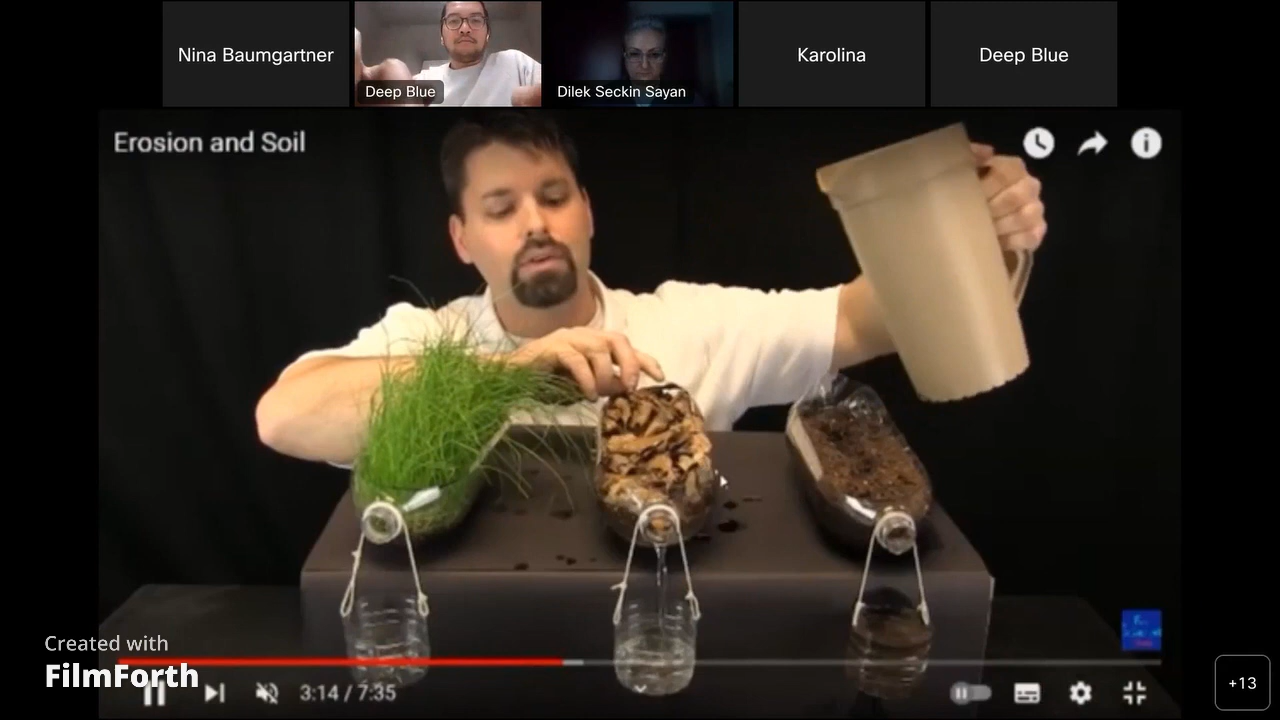 Nina Baumgartner
Deep Blue
Dilek Seckin Sayan
Karolina
Deep Blue
Erosion and Soil
Created with
FilmForth
3:14 / 7:35
+13